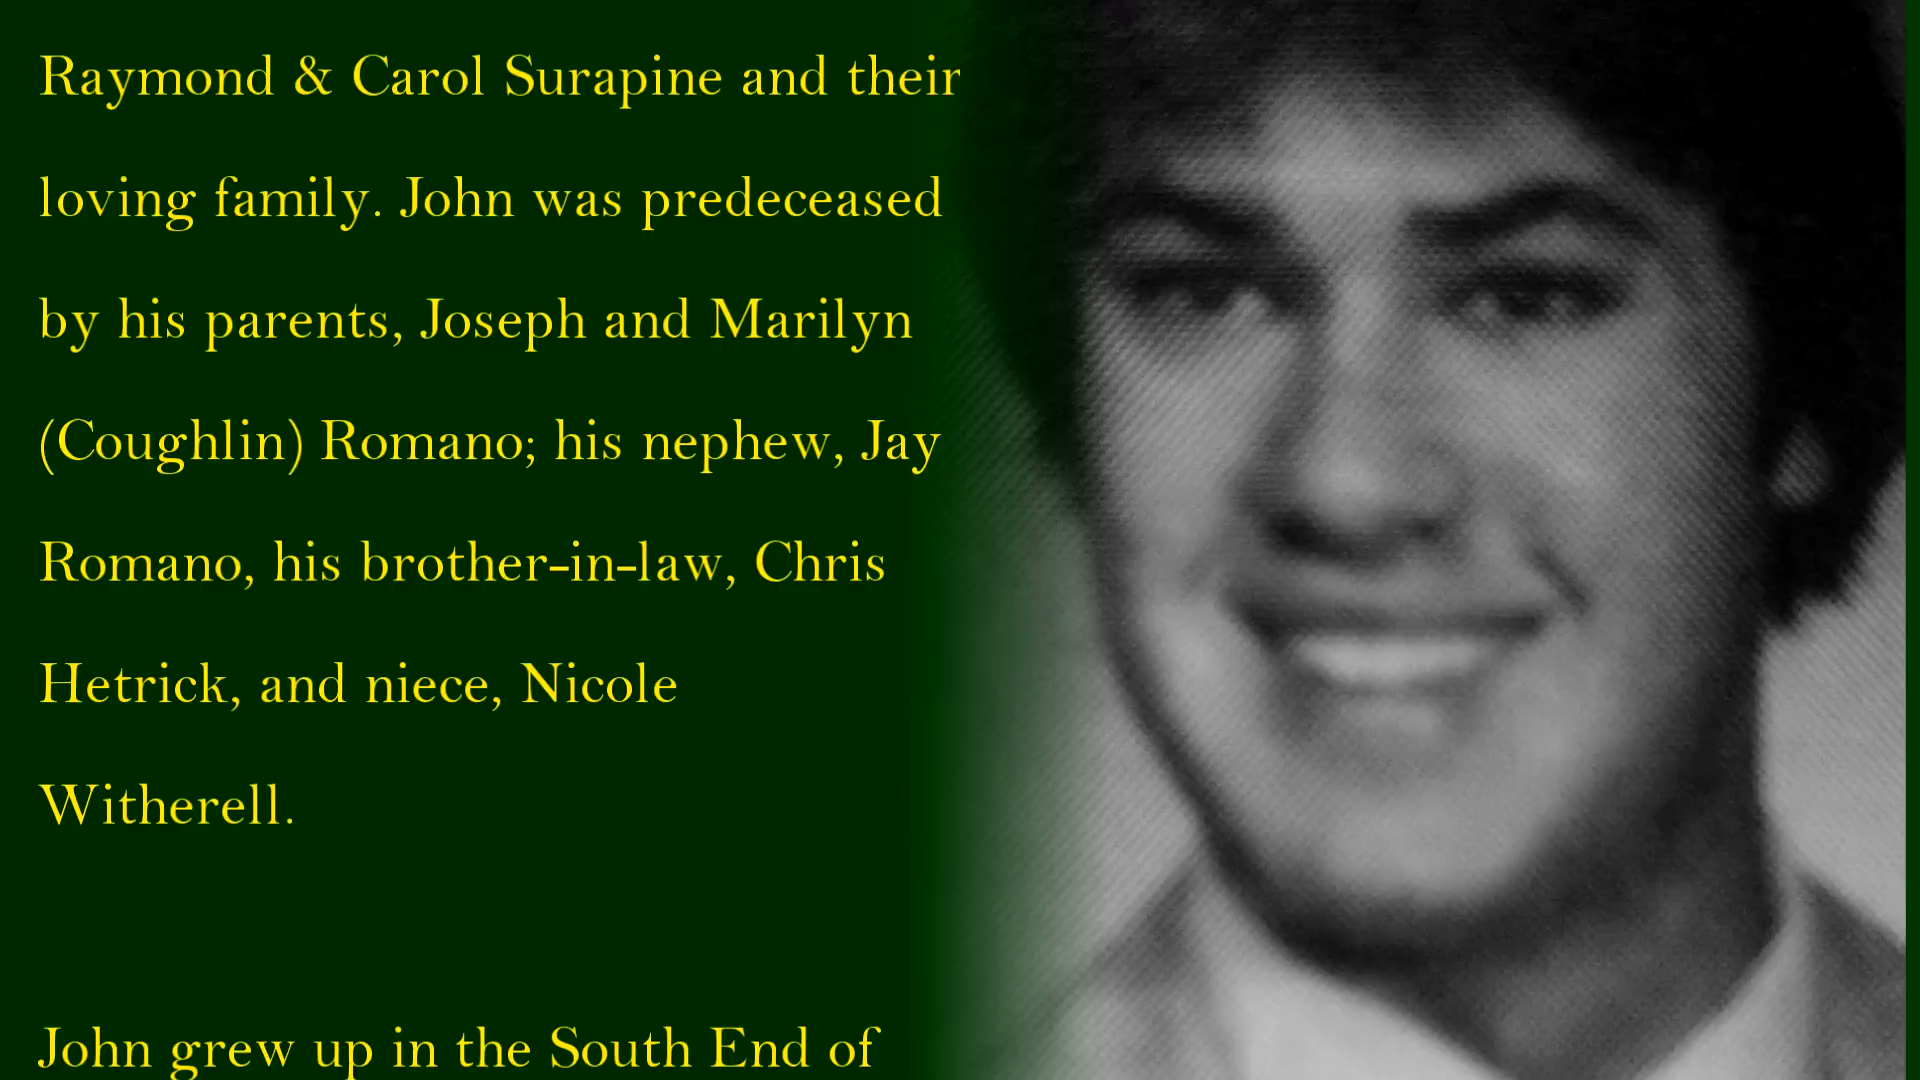 Raymond & Carol Surapine and their
loving family. John was predeceased
by his parents, Joseph and Marilyn
(Coughlin) Romano; his nephew, Jay
Romano, his brother-in-law, Chris
Hetrick, and niece, Nicole
Witherell.
John grew up in the South End of